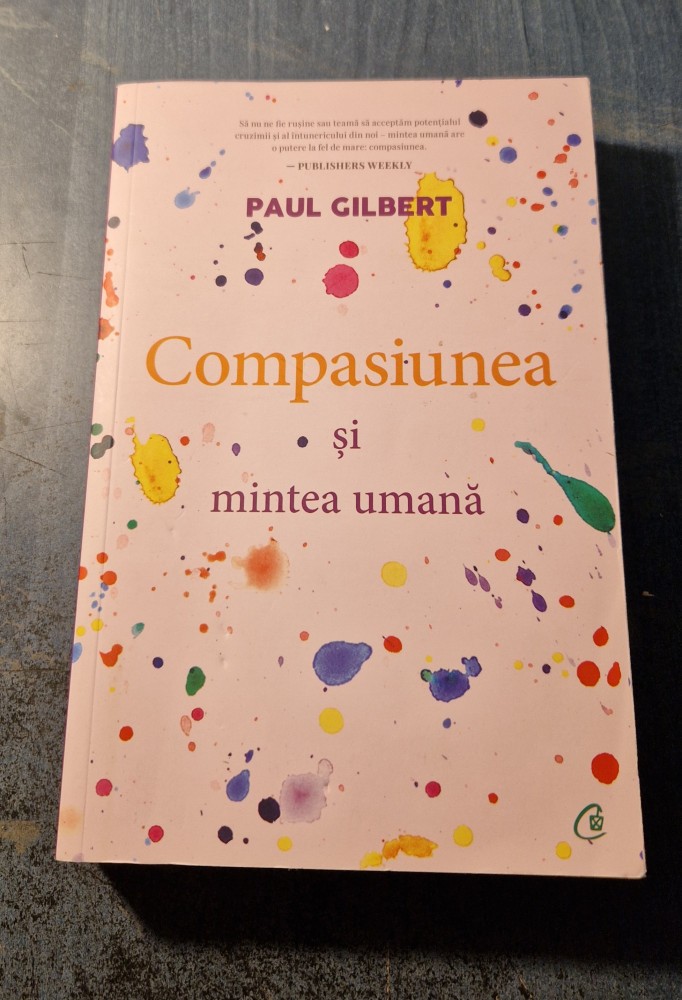 Să nu ne fie rușine sau teamă să acceptăm potențialul
cruzimii și al întunericului din noi – mintea umană are
o putere la fel de mare: compasiunea.
— PUBLISHERS WEEKLY
PAUL GILBERT
Compasiunea
și
mintea umană